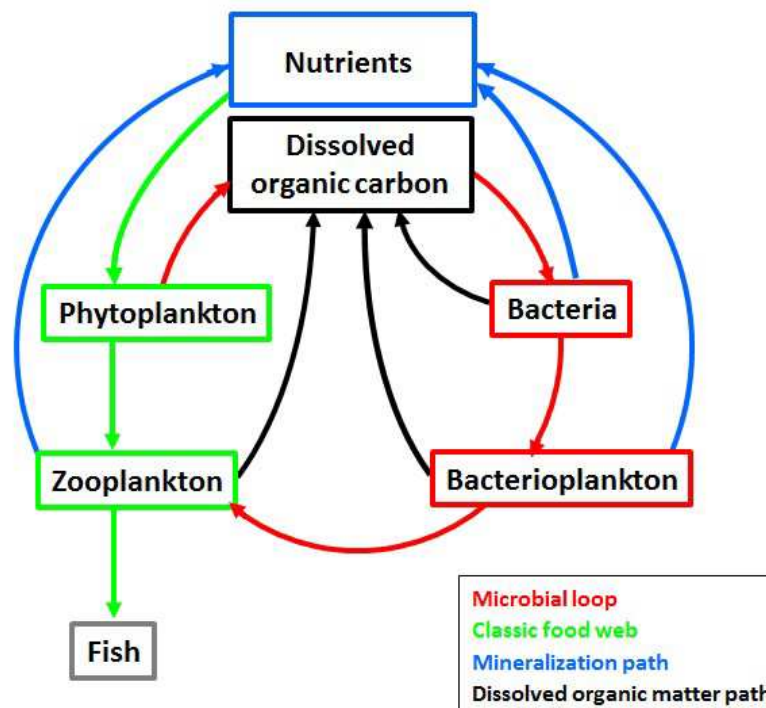 Nutrients
Dissolved
organic carbon
Phytoplankton
Bacteria
Zooplankton
Bacterioplankton
Fish
Microbial loop
Classic food web
Mineralization path
Dissolved organic matter path